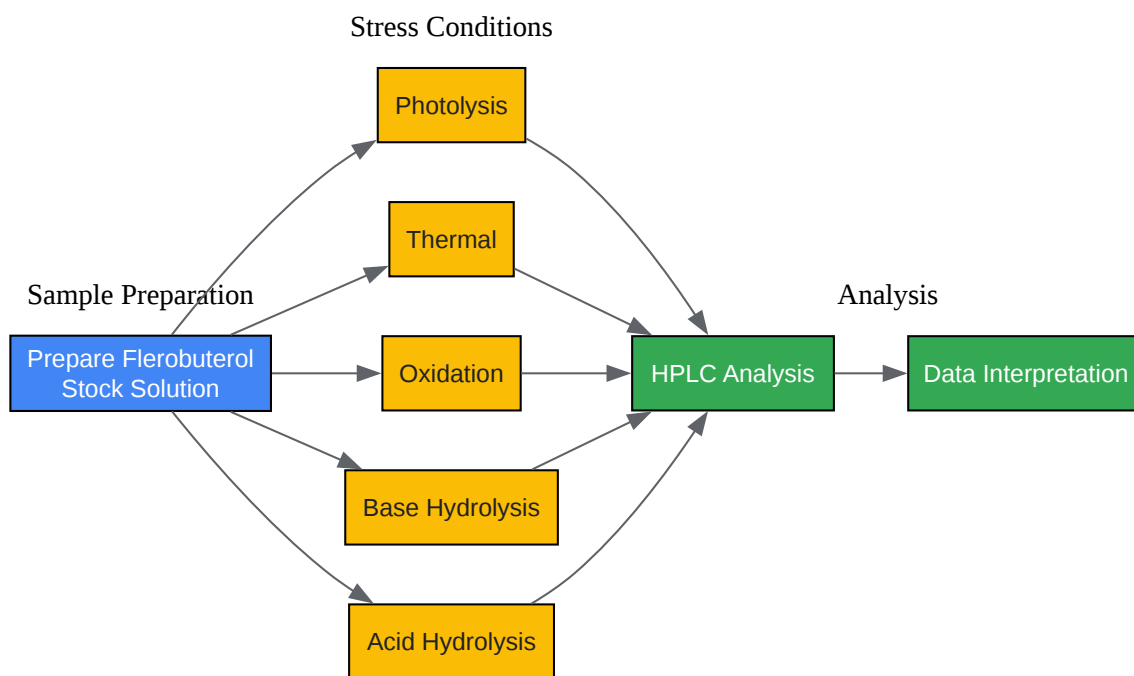 Stress Conditions
Photolysis
Thermal
Sample Preparation
Analysis
Prepare Flerobuterol
Stock Solution
Oxidation
HPLC Analysis
Data Interpretation
Base Hydrolysis
Acid Hydrolysis